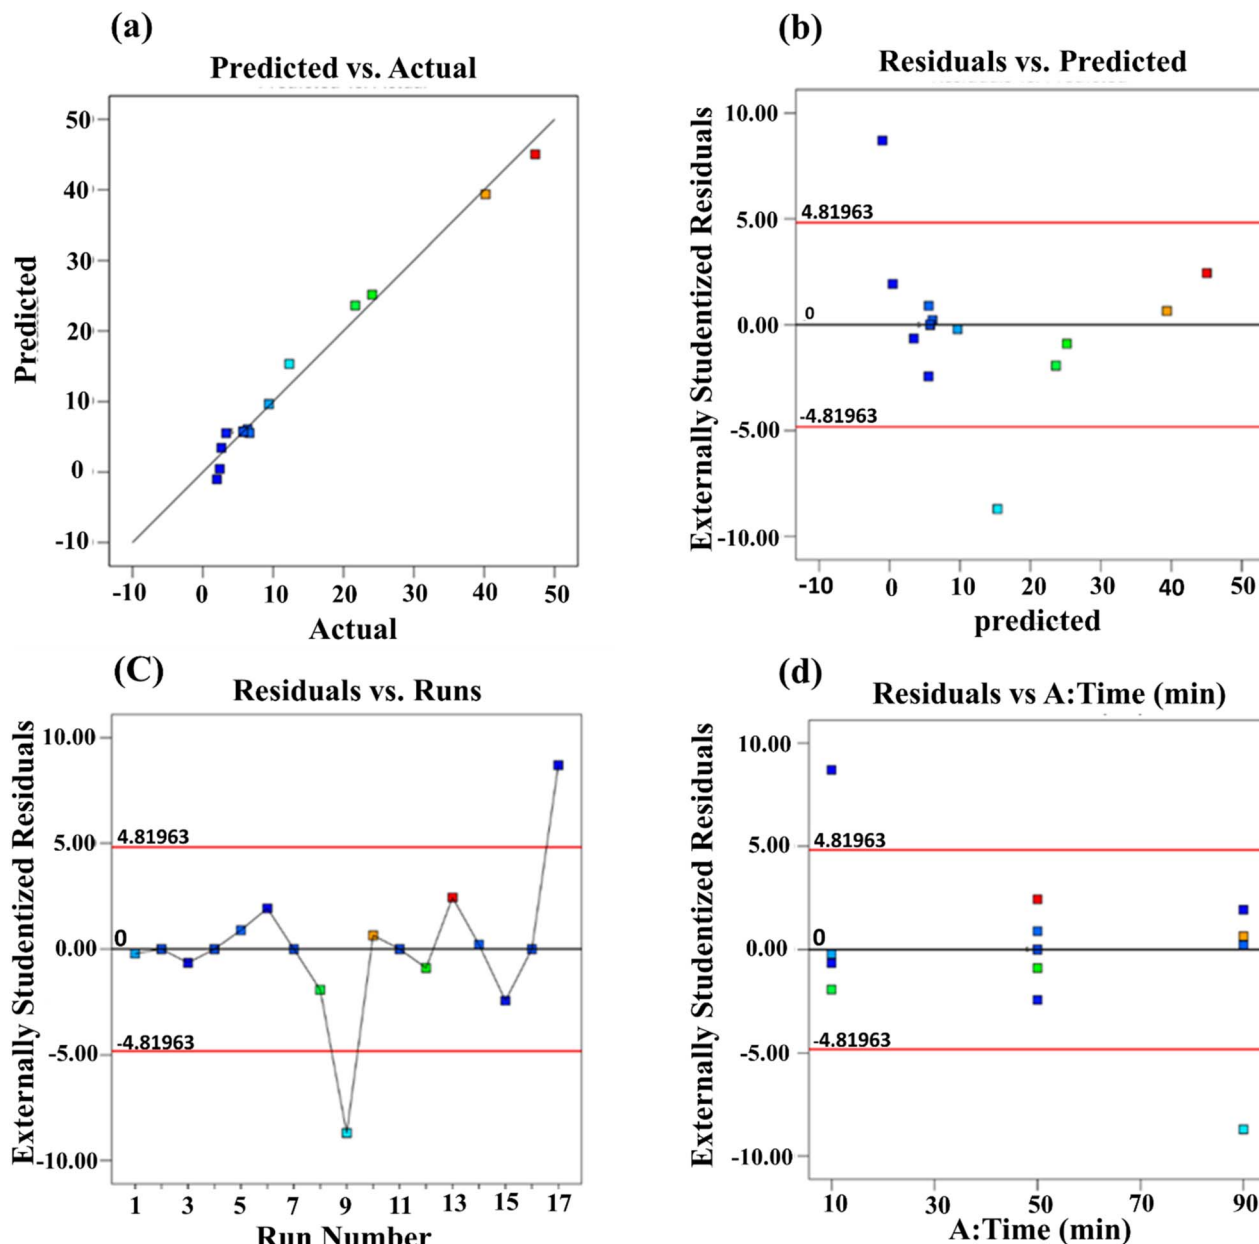 (a)
Predicted vs. Actual
Predicted
50
40
30
20
10
0
-10
-10 0 10 20 30 40 50
Actual
(b)
Residuals vs. Predicted
Externally Studentized Residuals
10.00
5.00
0.00
-5.00
-10.00
4.81963
0
-4.81963
-10 0 10 20 30 40 50
predicted
(C)
Residuals vs. Runs
Externally Studentized Residuals
10.00
5.00
0.00
-5.00
-10.00
4.81963
0
-4.81963
1 3 5 7 9 11 13 15 17
Run Number
(d)
Residuals vs A:Time (min)
Externally Studentized Residuals
10.00
5.00
0.00
-5.00
-10.00
4.81963
0
-4.81963
10 30 50 70 90
A:Time (min)